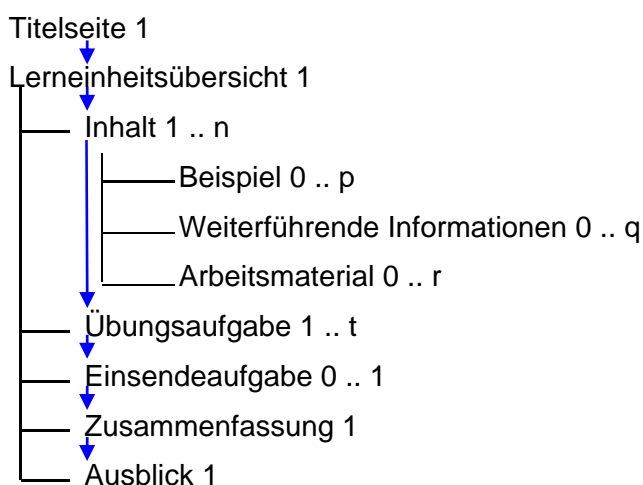 Titelseite 1
Lerneinheitsübersicht 1
Inhalt 1 .. n
Beispiel 0 .. p
Weiterführende Informationen 0 .. q
Arbeitsmaterial 0 .. r
Übungsaufgabe 1 .. t
Einsendeaufgabe 0 .. 1
Zusammenfassung 1
Ausblick 1